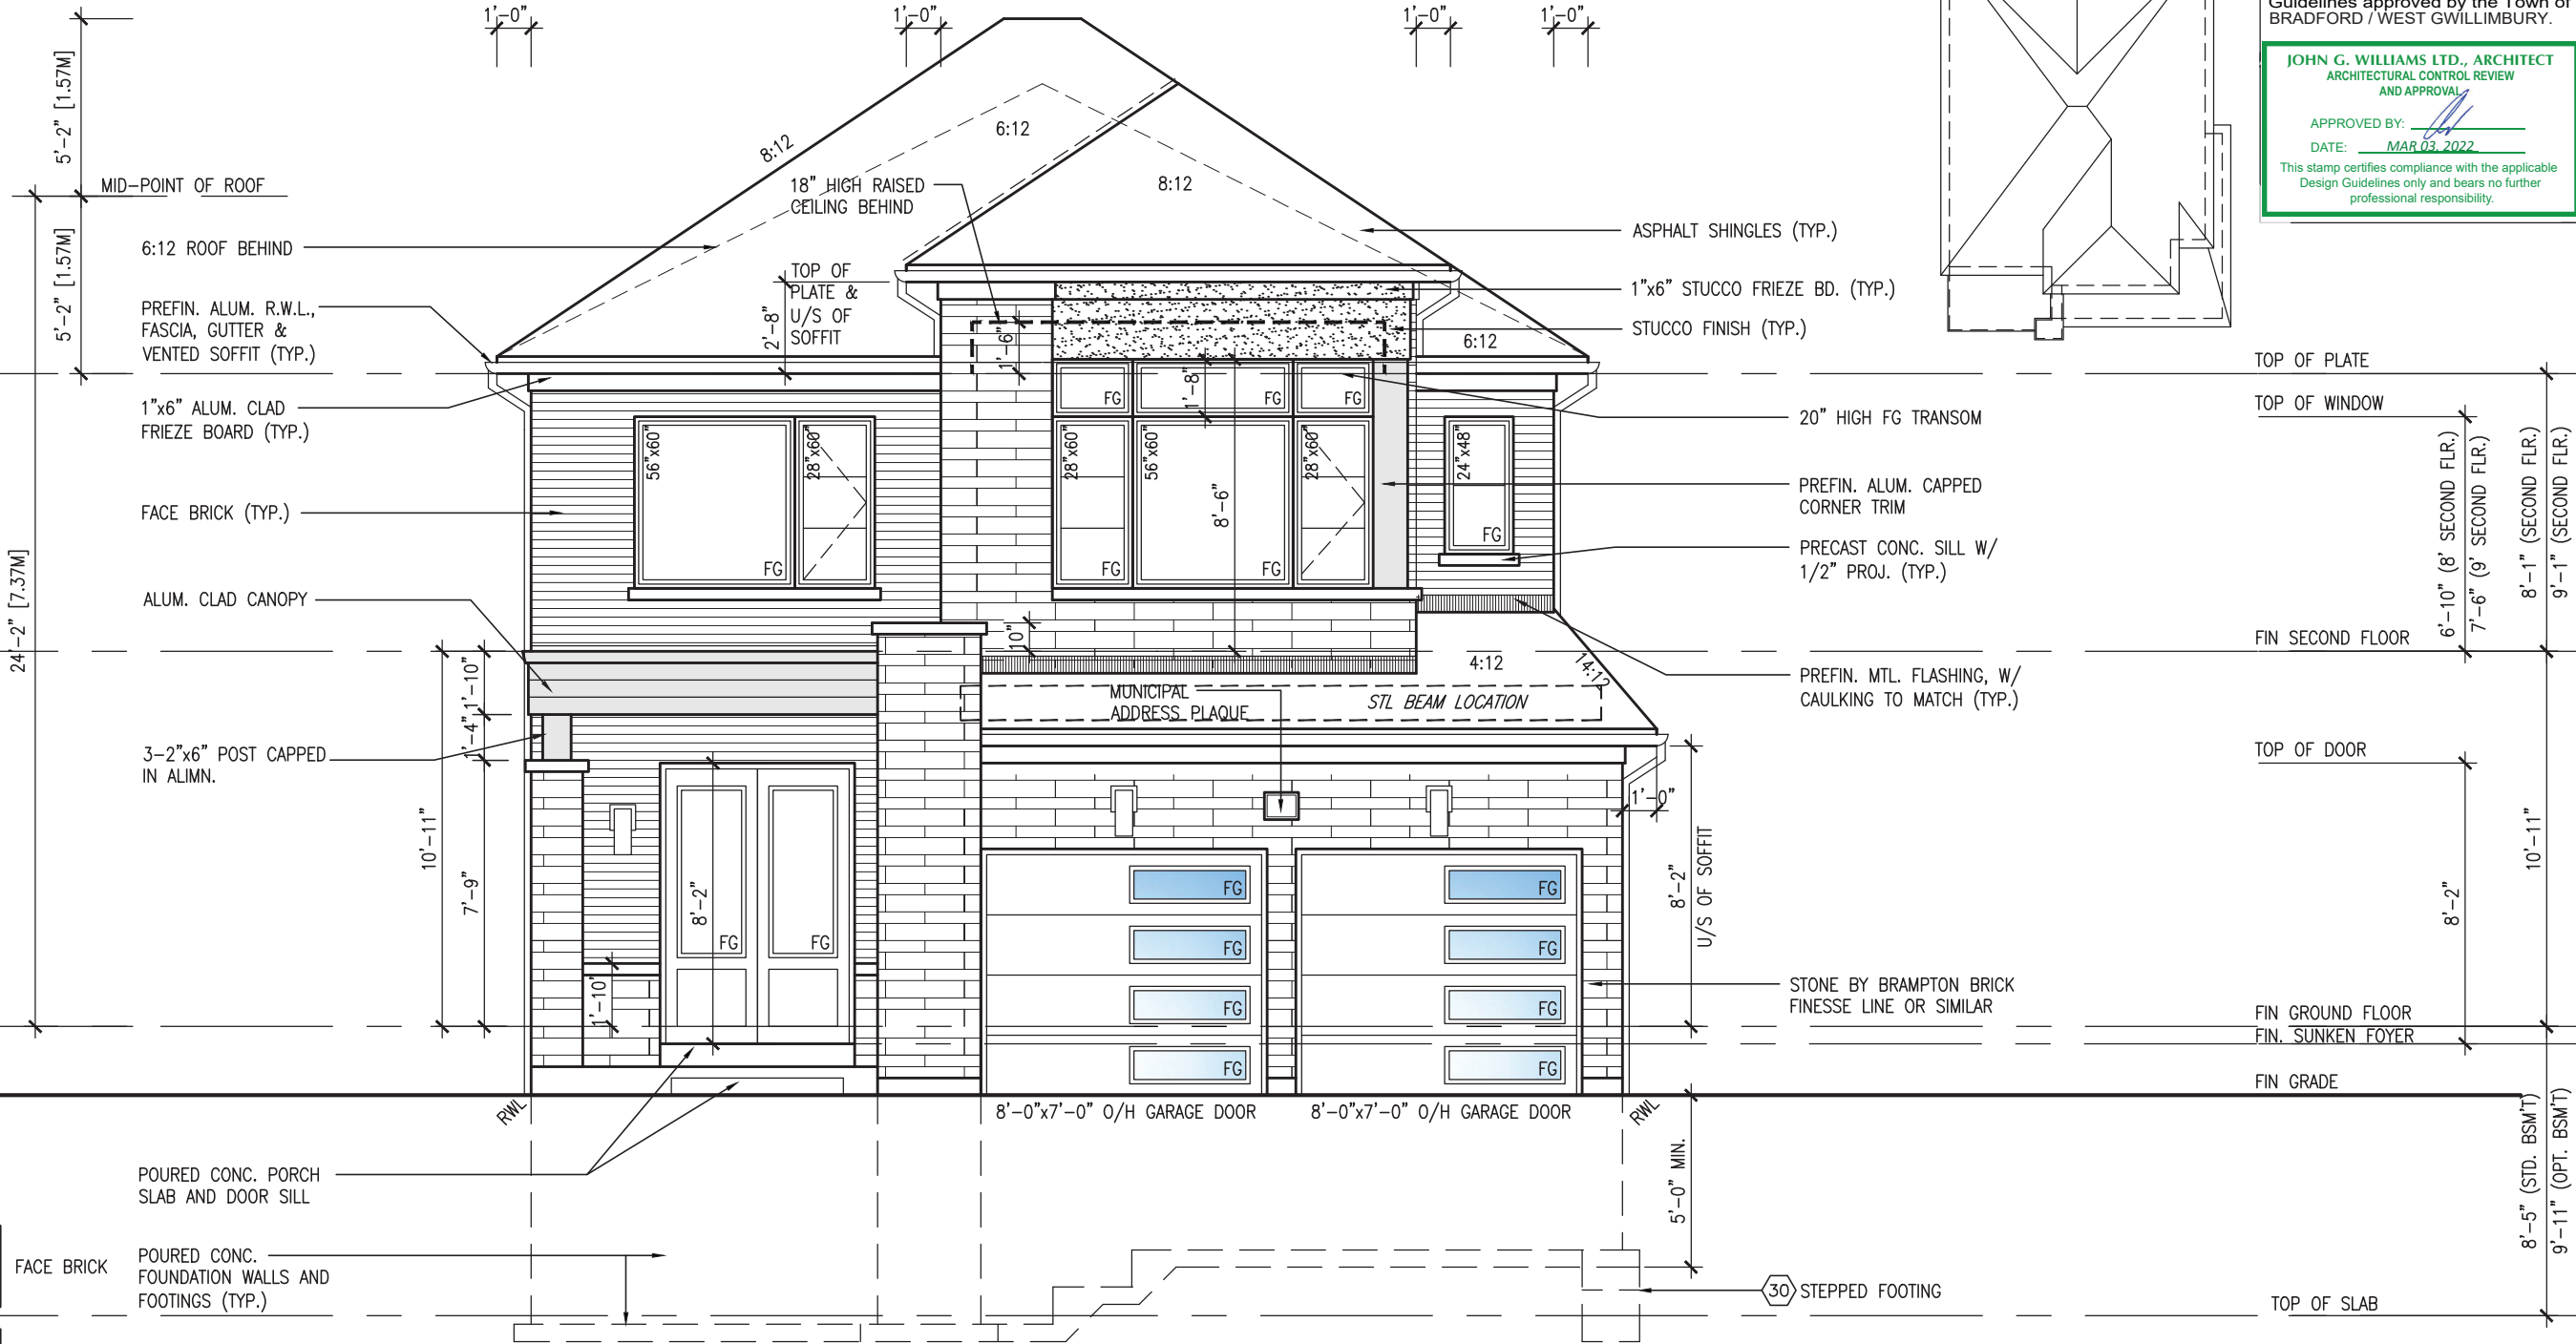 1'-0"
1'-0"
1'-0"
1'-0"
Guidelines approved by the Town of
BRADFORD / WEST GWILLIMBURY.
JOHN G. WILLIAMS LTD., ARCHITECT
ARCHITECTURAL CONTROL REVIEW
AND APPROVAL
APPROVED BY:
DATE: MAR 03, 2022
This stamp certifies compliance with the applicable
Design Guidelines only and bears no further
professional responsibility.
5'-2" [1.57M]
MID-POINT OF ROOF
5'-2" [1.57M]
24'-2" [7.37M]
6:12 ROOF BEHIND
PREFIN. ALUM. R.W.L.,
FASCIA, GUTTER &
VENTED SOFFIT (TYP.)
1"x6" ALUM. CLAD
FRIEZE BOARD (TYP.)
FACE BRICK (TYP.)
ALUM. CLAD CANOPY
3-2"x6" POST CAPPED
IN ALIMN.
8:12
6:12
8:12
18" HIGH RAISED
CEILING BEHIND
TOP OF
PLATE &
U/S OF
SOFFIT
2'-8"
1'-6"
1'-8"
6:12
ASPHALT SHINGLES (TYP.)
1"x6" STUCCO FRIEZE BD. (TYP.)
STUCCO FINISH (TYP.)
20" HIGH FG TRANSOM
PREFIN. ALUM. CAPPED
CORNER TRIM
PRECAST CONC. SILL W/
1/2" PROJ. (TYP.)
PREFIN. MTL. FLASHING, W/
CAULKING TO MATCH (TYP.)
FG
FG
FG
56"x60"
28"x60"
28"x60"
56"x60"
28"x60"
24"x48"
FG
FG
FG
FG
8'-6"
10"
4:12
14:12
MUNICIPAL
ADDRESS PLAQUE
STL BEAM LOCATION
1'-10"
1'-4"
7'-9"
10'-11"
8'-2"
1'-10"
FG
FG
FG
FG
FG
FG
FG
FG
FG
FG
1'-0"
8'-2"
U/S OF SOFFIT
STONE BY BRAMPTON BRICK
FINESSE LINE OR SIMILAR
TOP OF PLATE
TOP OF WINDOW
6'-10" (8' SECOND FLR.)
7'-6" (9' SECOND FLR.)
8'-1" (SECOND FLR.)
9'-1" (SECOND FLR.)
FIN SECOND FLOOR
TOP OF DOOR
8'-2"
10'-11"
FIN GROUND FLOOR
FIN. SUNKEN FOYER
FIN GRADE
8'-5" (STD. BSM'T)
9'-11" (OPT. BSM'T)
RWL
8'-0"x7'-0" O/H GARAGE DOOR
8'-0"x7'-0" O/H GARAGE DOOR
RWL
5'-0" MIN.
POURED CONC. PORCH
SLAB AND DOOR SILL
FACE BRICK
POURED CONC.
FOUNDATION WALLS AND
FOOTINGS (TYP.)
30 STEPPED FOOTING
TOP OF SLAB